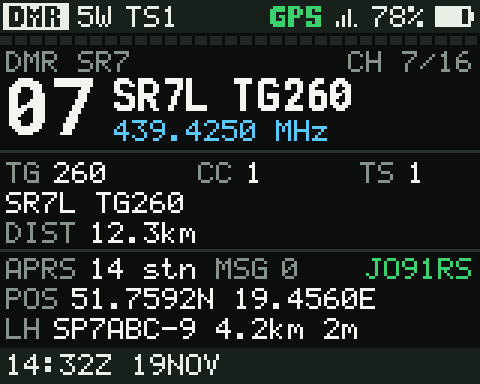 DMR 5W TS1 GPS 78%
DMR SR7 CH 7/16
07 SR7L TG260
439.4250 MHz
TG 260 CC 1 TS 1
SR7L TG260
DIST 12.3km
APRS 14 stn MSG 0 JO91RS
POS 51.7592N 19.4560E
LH SP7ABC-9 4.2km 2m
14:32Z 19NOV